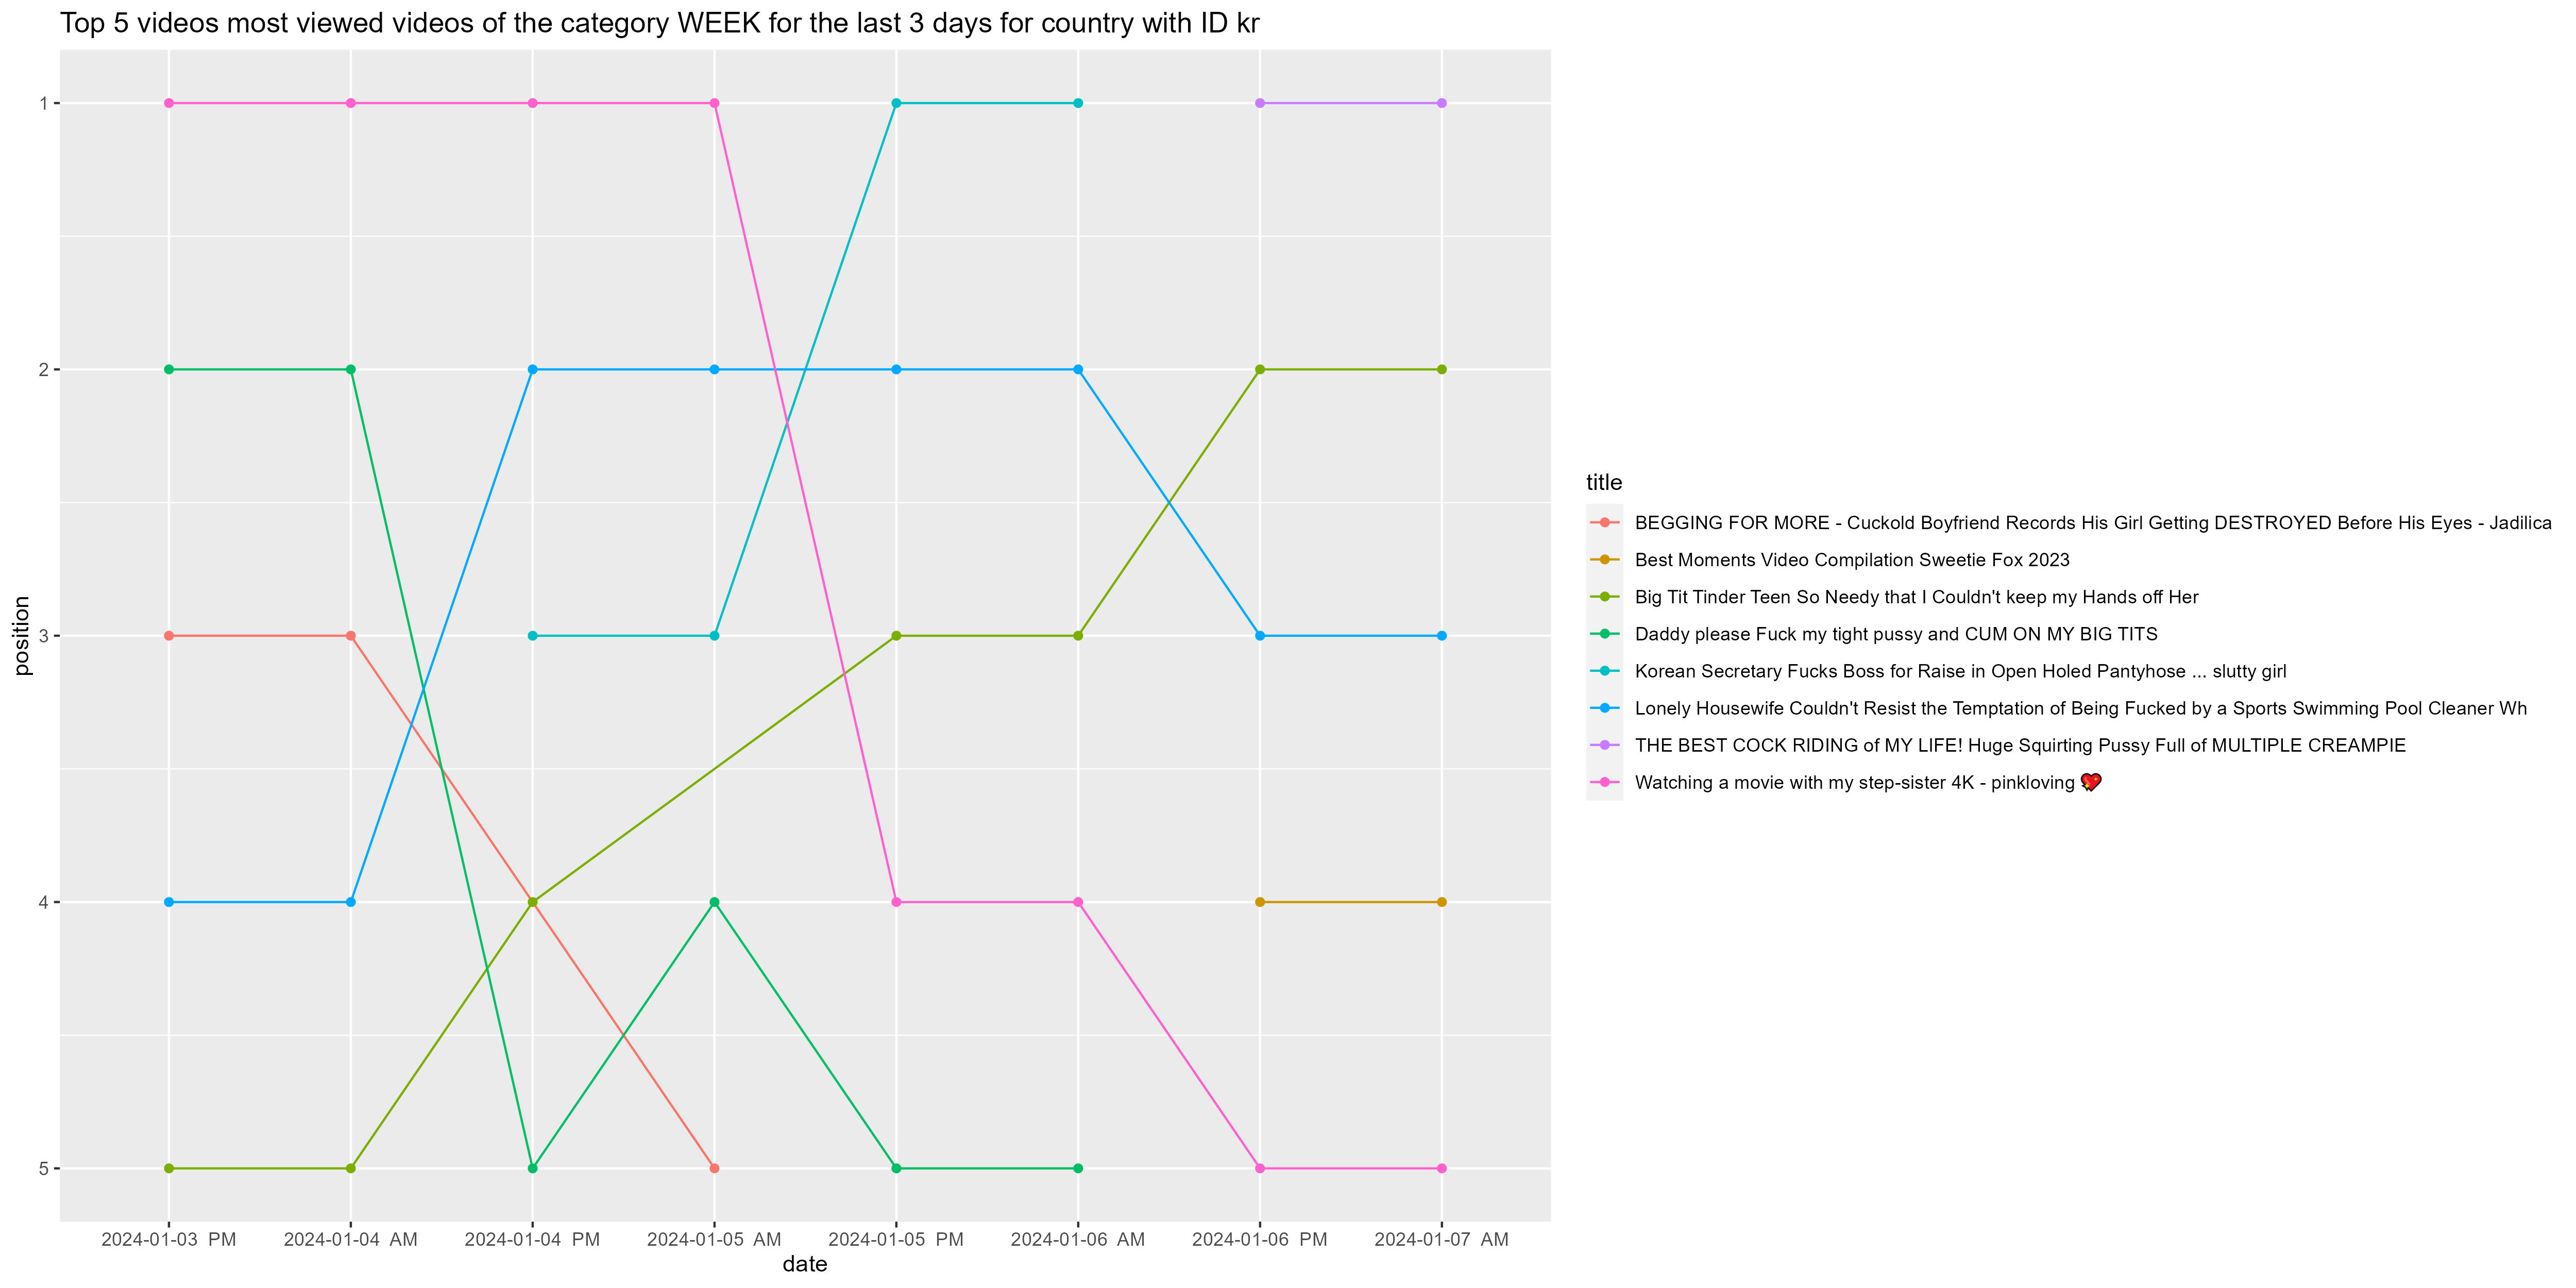 Top 5 videos most viewed videos of the category WEEK for the last 3 days for country with ID kr
1
2
3
4
5
position
2024-01-03 PM
2024-01-04 AM
2024-01-04 PM
2024-01-05 AM
2024-01-05 PM
2024-01-06 AM
2024-01-06 PM
2024-01-07 AM
date
title
BEGGING FOR MORE - Cuckold Boyfriend Records His Girl Getting DESTROYED Before His Eyes - Jadilica
Best Moments Video Compilation Sweetie Fox 2023
Big Tit Tinder Teen So Needy that I Couldn't keep my Hands off Her
Daddy please Fuck my tight pussy and CUM ON MY BIG TITS
Korean Secretary Fucks Boss for Raise in Open Holed Pantyhose ... slutty girl
Lonely Housewife Couldn't Resist the Temptation of Being Fucked by a Sports Swimming Pool Cleaner Wh
THE BEST COCK RIDING of MY LIFE! Huge Squirting Pussy Full of MULTIPLE CREAMPIE
Watching a movie with my step-sister 4K - pinkloving 💖